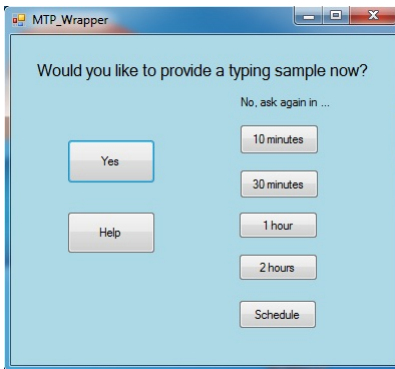 MTP_Wrapper
Would you like to provide a typing sample now?
No, ask again in ...
10 minutes
Yes
30 minutes
Help
1 hour
2 hours
Schedule